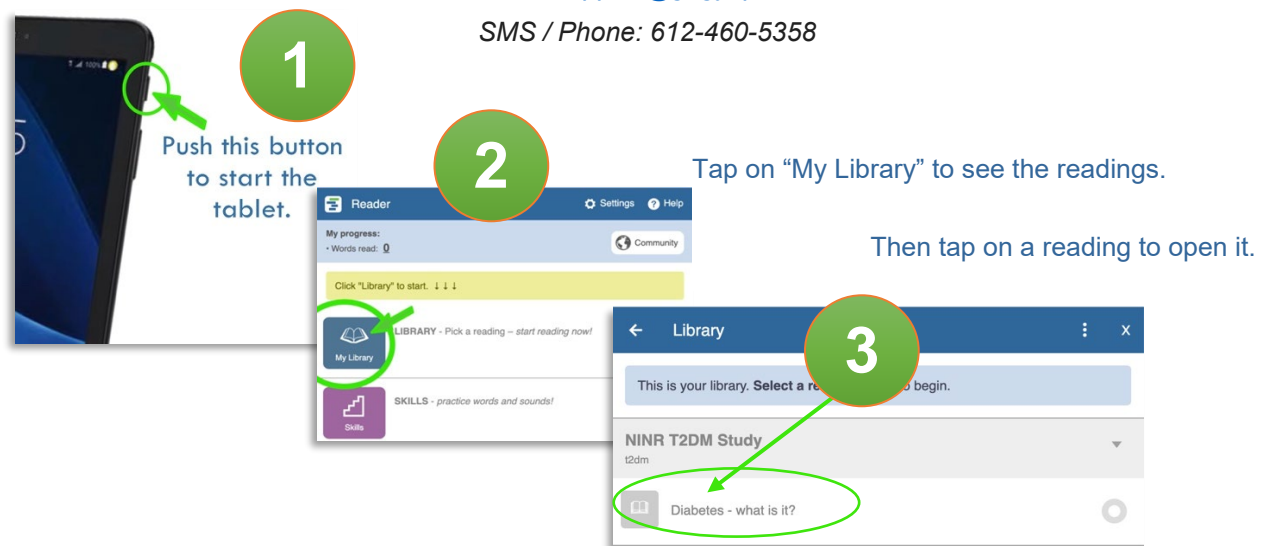 SMS / Phone: 612-460-5358
1
100%
Push this button
to start the
tablet.
2
Tap on “My Library” to see the readings.
Then tap on a reading to open it.
Reader
Settings
Help
My progress:
• Words read: 0
Community
Click "Library" to start. ↓ ↓ ↓
LIBRARY - Pick a reading – start reading now!
My Library
SKILLS - practice words and sounds!
Skills
3
← Library
X
This is your library. Select a begin.
NINR T2DM Study
t2dm
Diabetes - what is it?